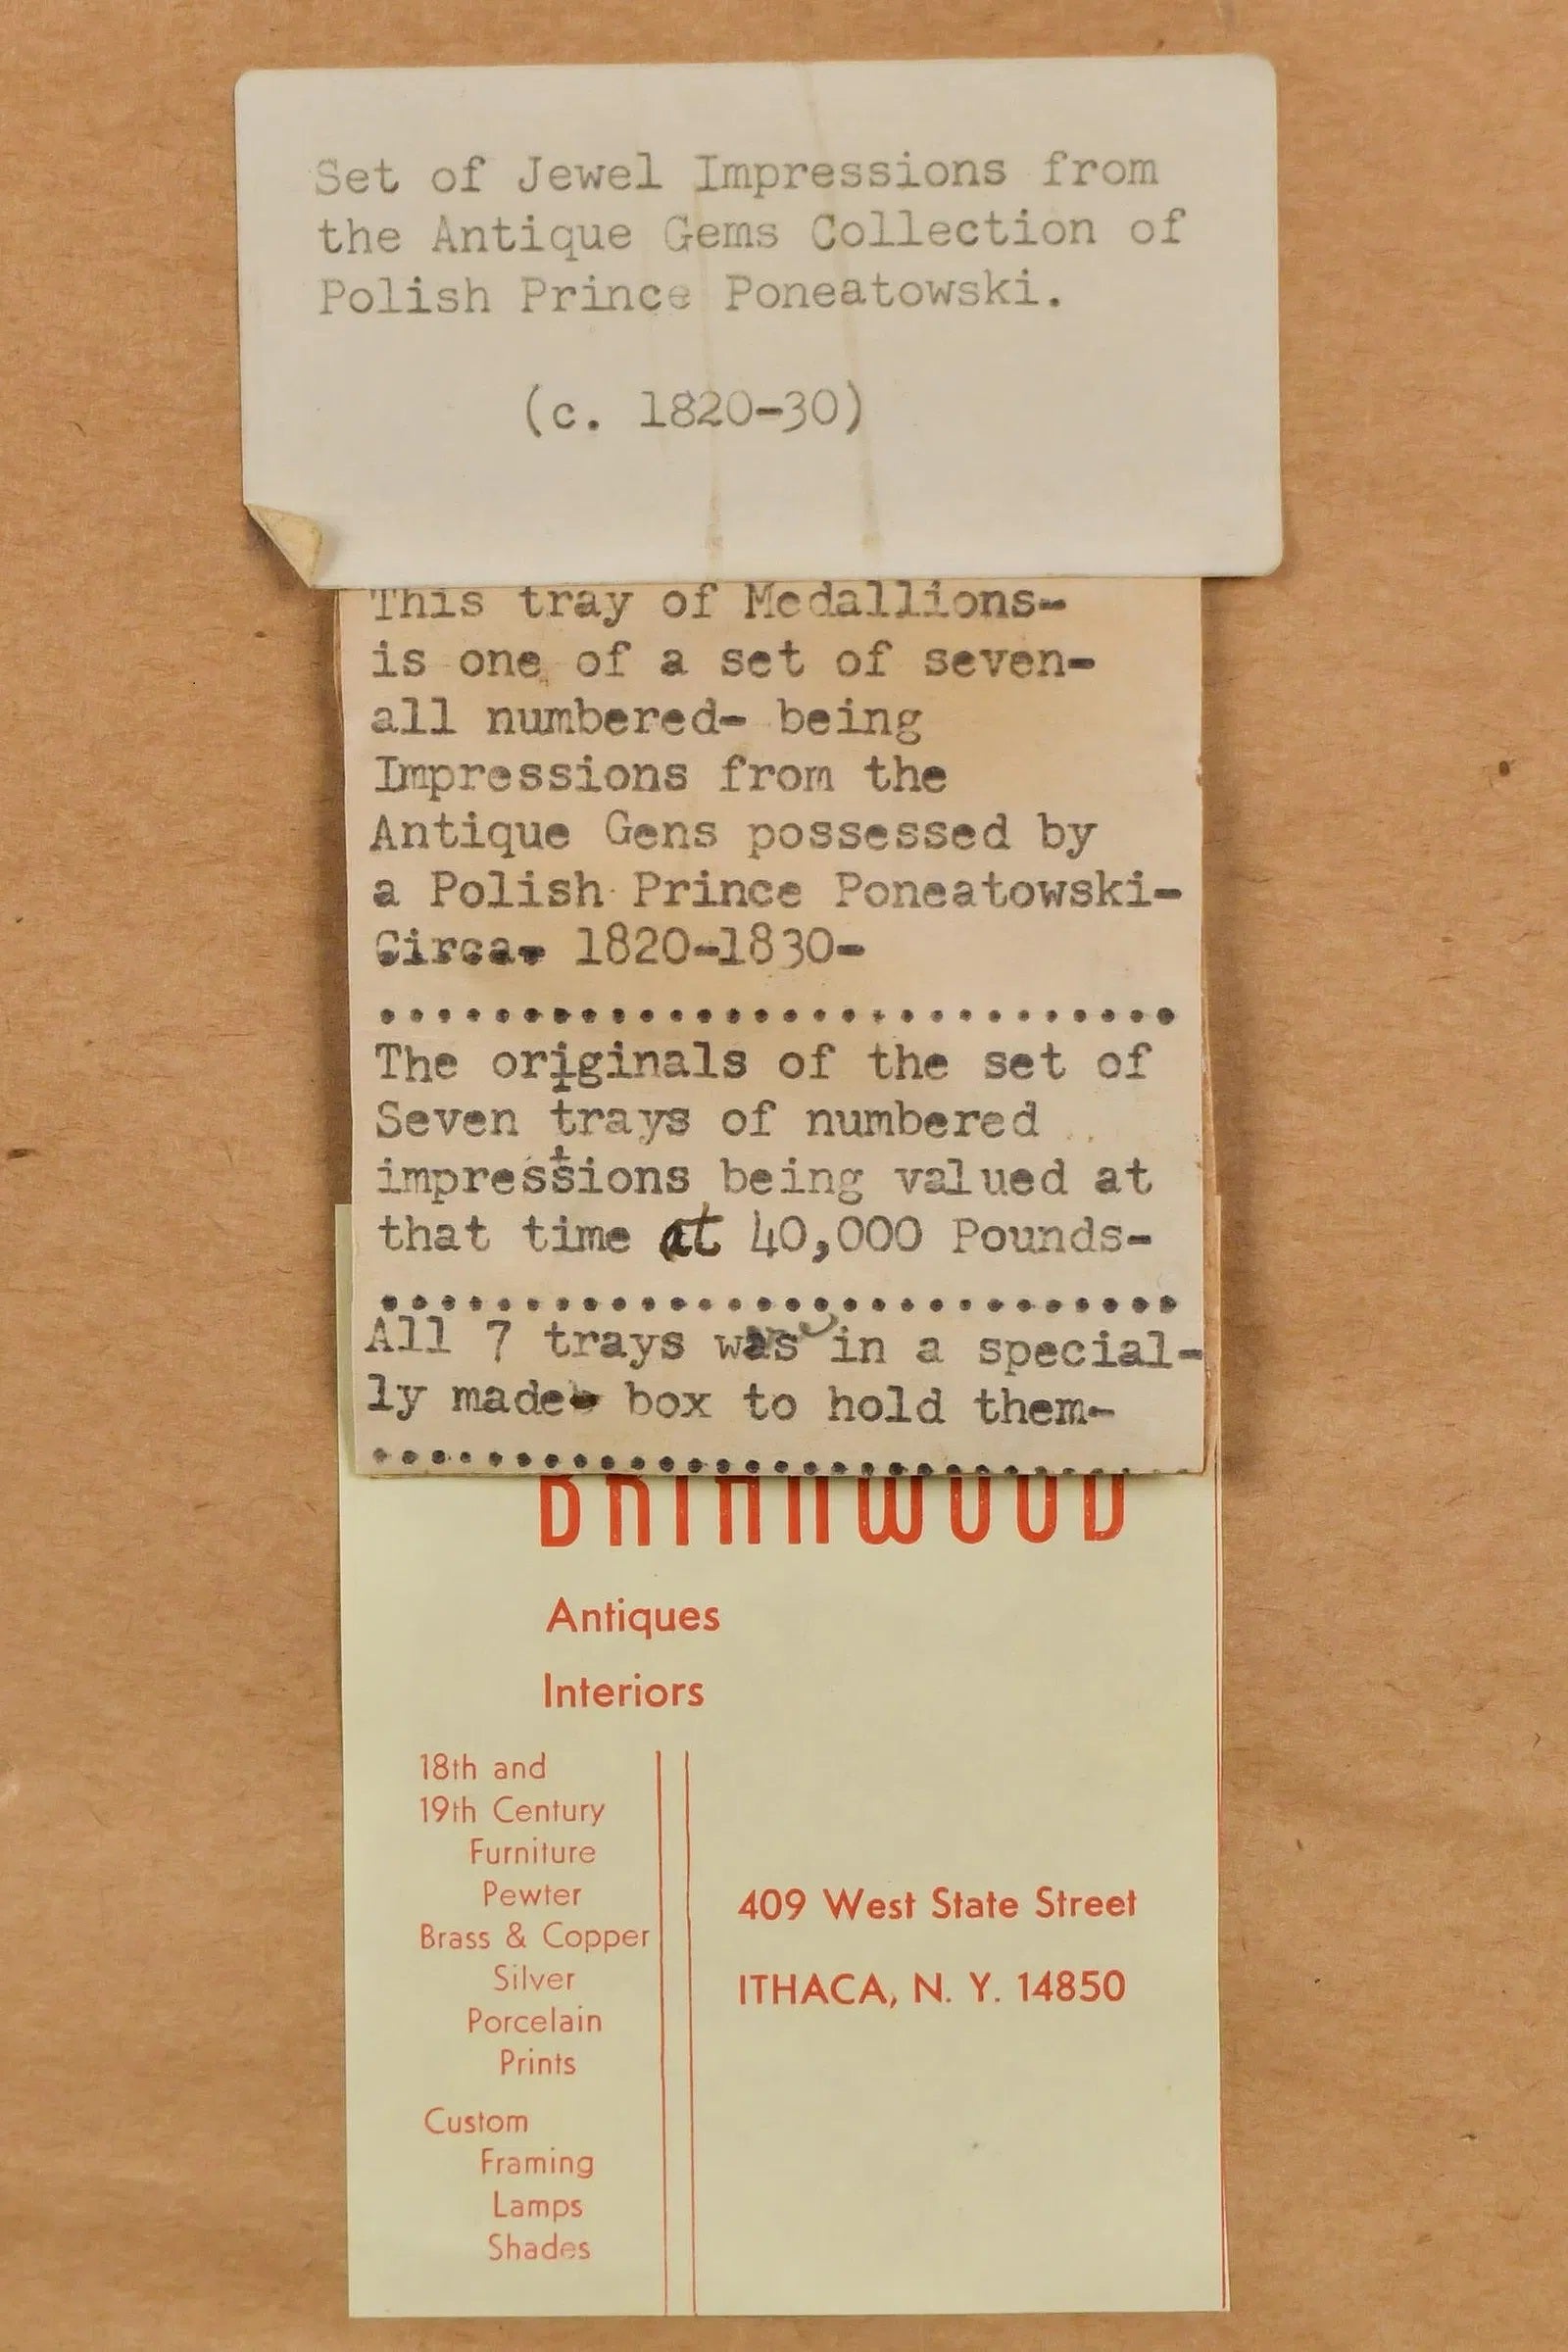 Set of Jewel Impressions from
the Antique Gems Collection of
Polish Prince Poneatowski.
(c. 1820-30)
This tray of Medallions-
is one of a set of seven-
all numbered- being
Impressions from the
Antique Gens possessed by
a Polish Prince Poneatowski-
Circa- 1820-1830-
..............................
The originals of the set of
Seven trays of numbered
impressions being valued at
that time at 40,000 Pounds-
..............................
All 7 trays was in a special-
ly made- box to hold them-
..............................
Antiques
Interiors
18th and
19th Century
Furniture
Pewter
Brass & Copper
Silver
Porcelain
Prints
Custom
Framing
Lamps
Shades
409 West State Street
ITHACA, N. Y. 14850